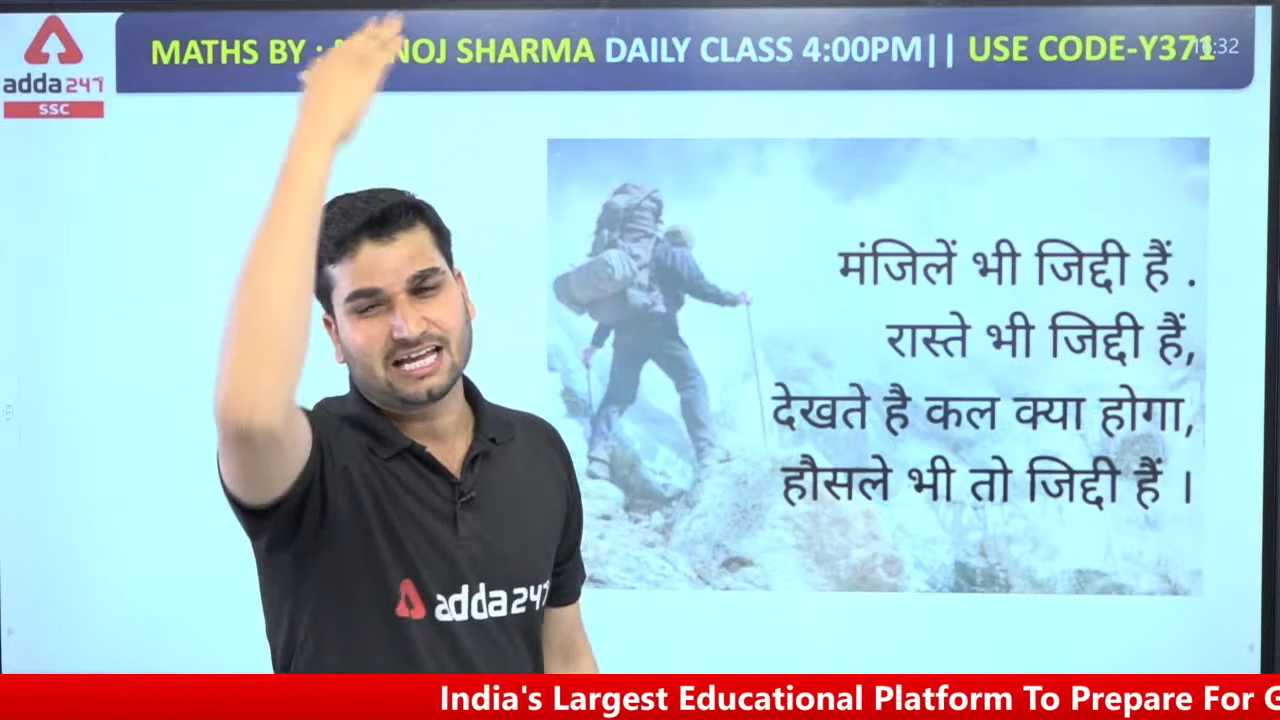 MATHS BY : NOJ SHARMA DAILY CLASS 4:00PM|| USE CODE-Y371
:32
adda247
SSC
मंजिलें भी जिद्दी हैं .
रास्ते भी जिद्दी हैं,
देखते है कल क्या होगा,
हौसले भी तो जिद्दी हैं ।
adda247
India's Largest Educational Platform To Prepare For G